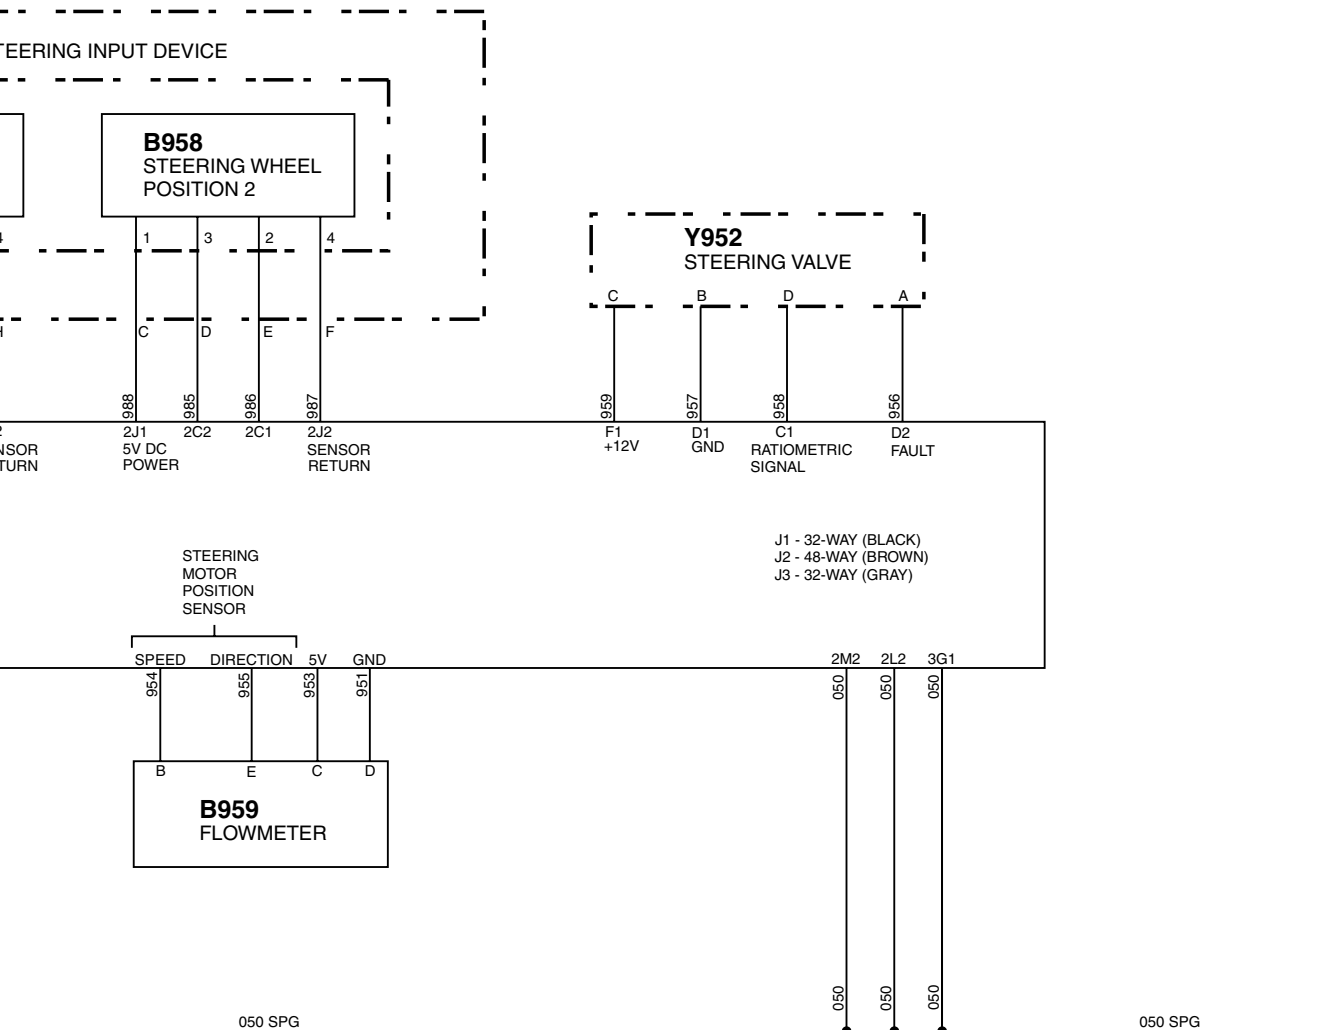 TEERING INPUT DEVICE
B958
STEERING WHEEL
POSITION 2
4
1
3
2
4
H
C
D
E
F
988
985
986
987
Y952
STEERING VALVE
C
B
D
A
959
957
958
956
2
NSOR
TURN
2J1
5V DC
POWER
2C2
2C1
2J2
SENSOR
RETURN
F1
+12V
D1
GND
C1
RATIOMETRIC
SIGNAL
D2
FAULT
J1 - 32-WAY (BLACK)
J2 - 48-WAY (BROWN)
J3 - 32-WAY (GRAY)
STEERING
MOTOR
POSITION
SENSOR
SPEED
DIRECTION
5V
GND
2M2
2L2
3G1
954
955
953
951
050
050
050
B
E
C
D
B959
FLOWMETER
050
050
050
050 SPG
050 SPG